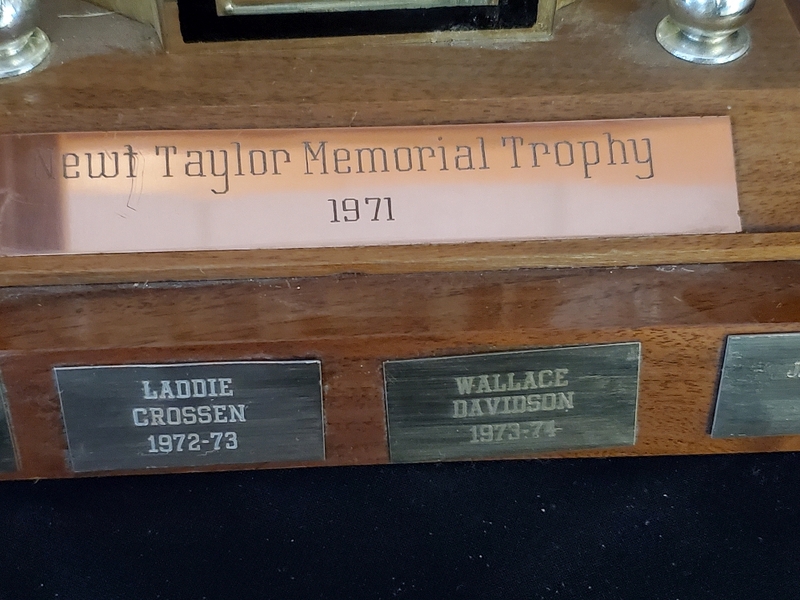 Newt Taylor Memorial Trophy
1971
LADDIE
CROSSEN
1972-73
WALLACE
DAVIDSON
1973-74